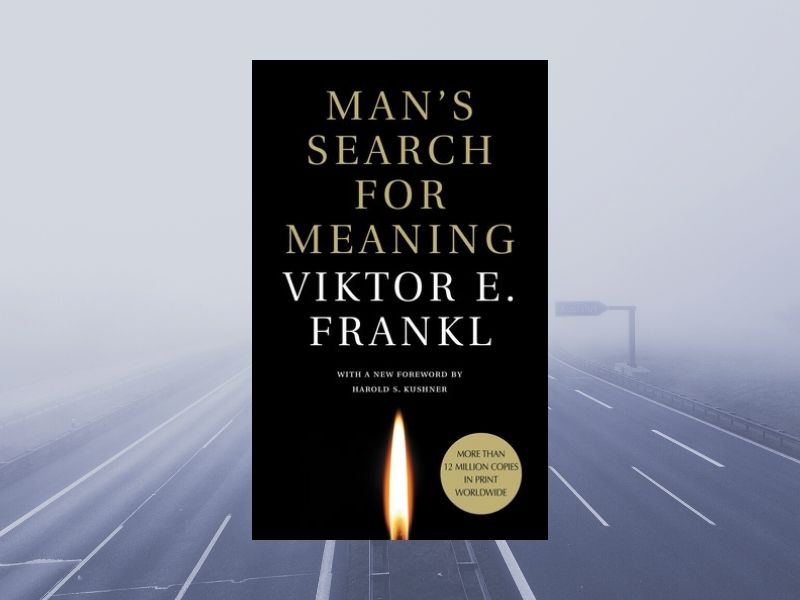 MAN'S
SEARCH
FOR
MEANING
VIKTOR E.
FRANKL
WITH A NEW FOREWORD BY
HAROLD S. KUSHNER
MORE THAN
12 MILLION COPIES
IN PRINT
WORLDWIDE